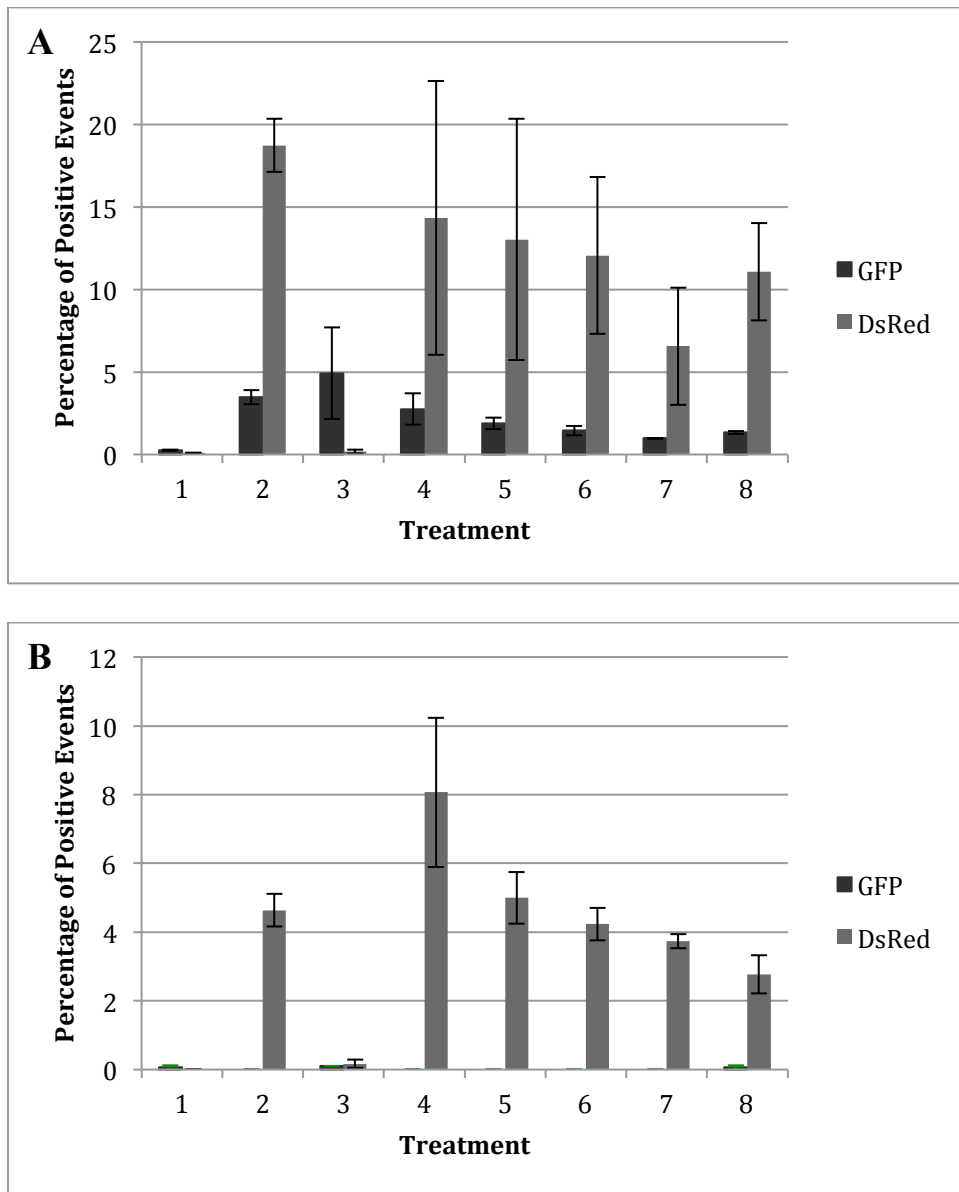 A
Percentage of Positive Events
25
20
15
10
5
0
1 2 3 4 5 6 7 8
Treatment
GFP
DsRed
B
Percentage of Positive Events
12
10
8
6
4
2
0
1 2 3 4 5 6 7 8
Treatment
GFP
DsRed